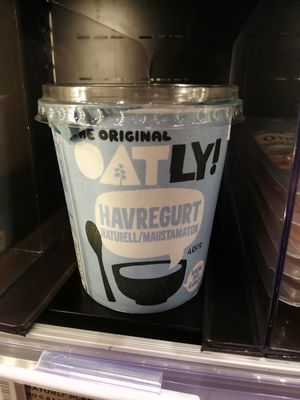 THE ORIGINAL
OATLY!
HAVREGURT
NATURELL/MAUSTAMATON
400G